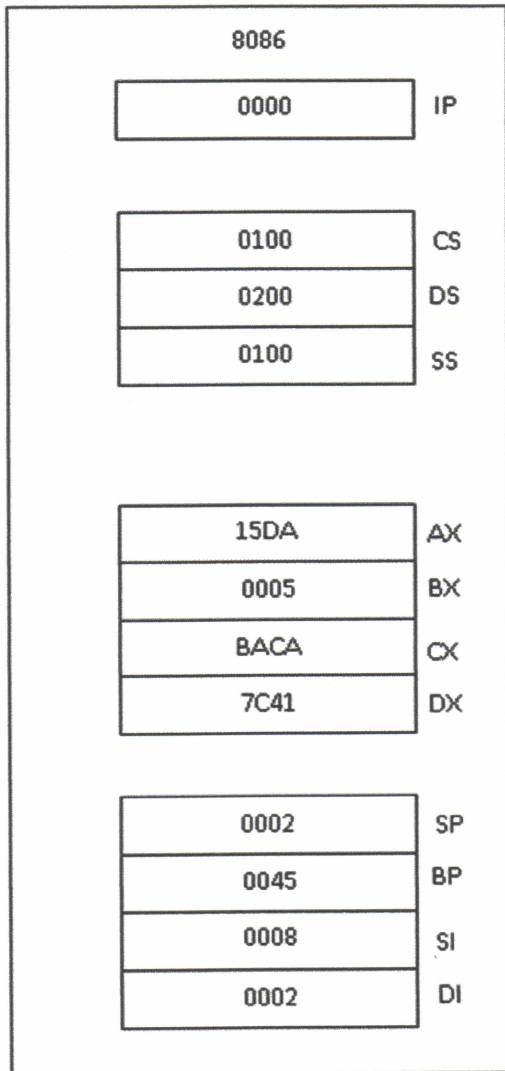 8086
0000 IP
0100 CS
0200 DS
0100 SS
15DA AX
0005 BX
BACA CX
7C41 DX
0002 SP
0045 BP
0008 SI
0002 DI